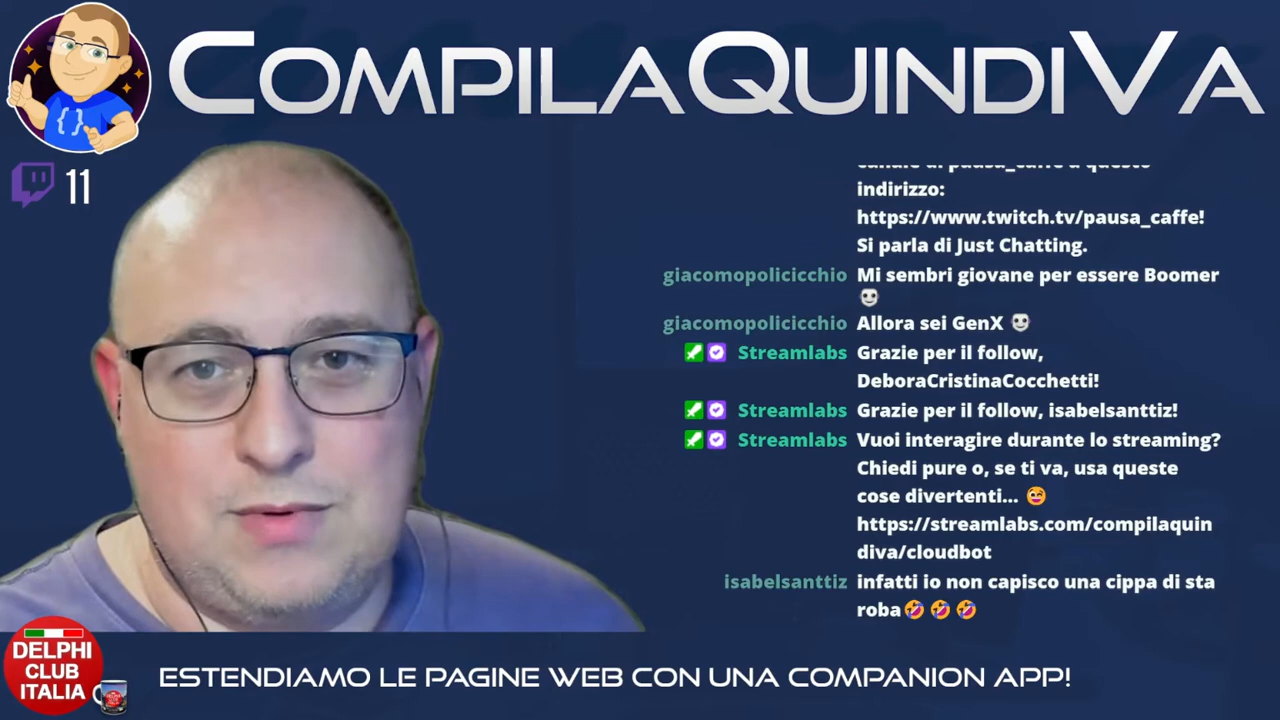 COMPILAQUINDIVA
11
canale di pausa_caffe a questo
indirizzo:
https://www.twitch.tv/pausa_caffe!
Si parla di Just Chatting.
giacomopolicicchio Mi sembri giovane per essere Boomer
giacomopolicicchio Allora sei GenX
Streamlabs Grazie per il follow,
DeboraCristinaCocchetti!
Streamlabs Grazie per il follow, isabelsanttiz!
Streamlabs Vuoi interagire durante lo streaming?
Chiedi pure o, se ti va, usa queste
cose divertenti...
https://streamlabs.com/compilaquin
diva/cloudbot
isabelsanttiz infatti io non capisco una cippa di sta
roba
DELPHI
CLUB
ITALIA
ESTENDIAMO LE PAGINE WEB CON UNA COMPANION APP!